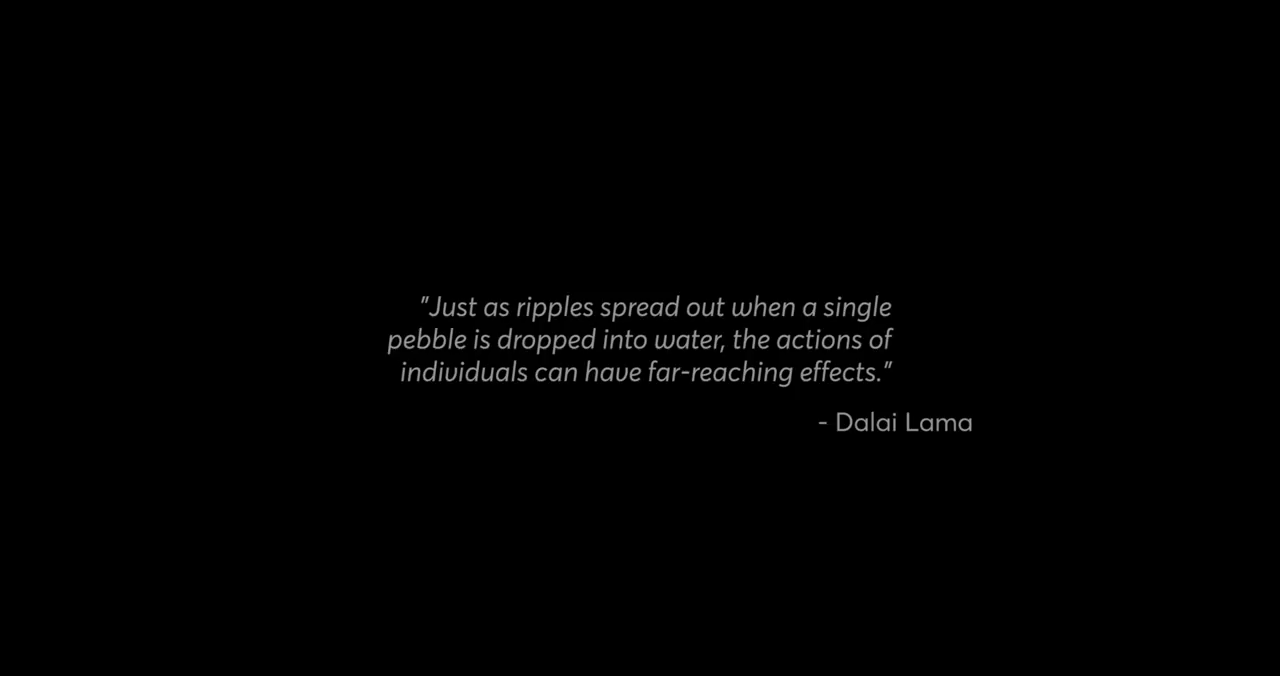 "Just as ripples spread out when a single
pebble is dropped into water, the actions of
individuals can have far-reaching effects."
- Dalai Lama